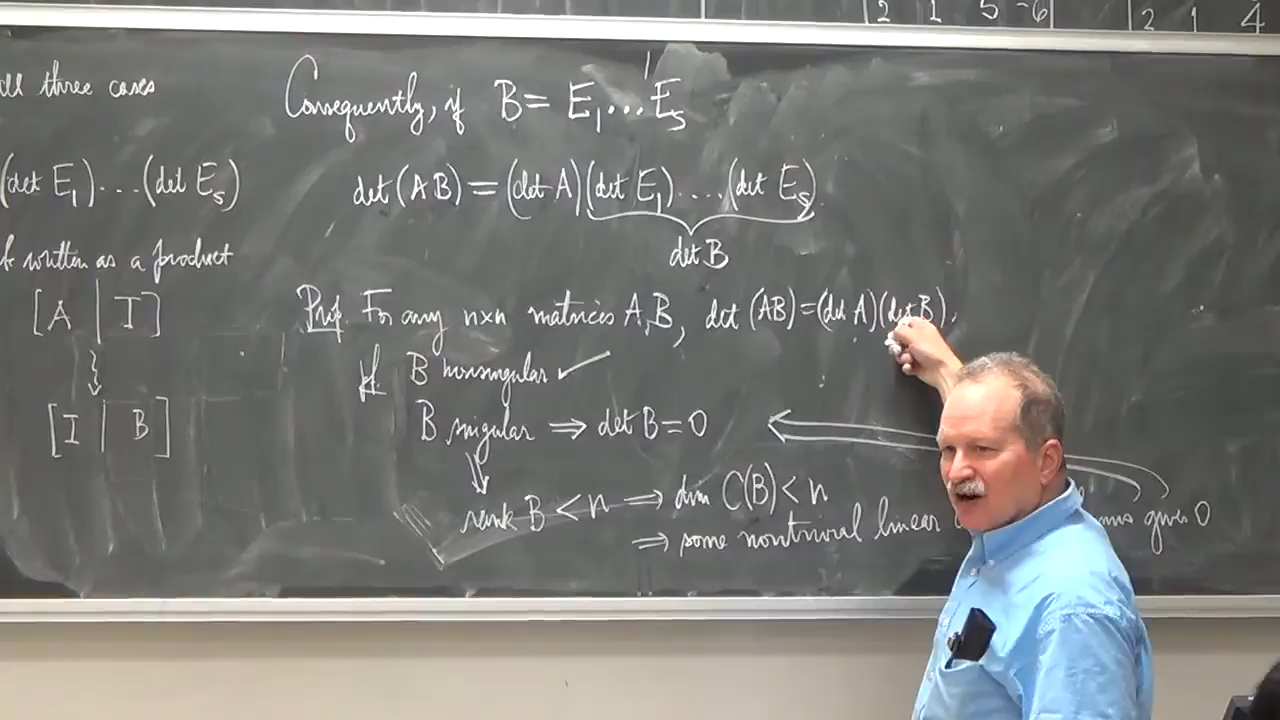 2 1 5 -6
2 1 4
all three cases
(det E₁)...(det Eₛ)
written as a product
[A | I]
[I | B]
Consequently, if B = E₁...Eₛ
det (AB) = (det A)(det E₁)....(det Eₛ)
det B
Prop. For any n×n matrices A,B, det (AB)=(det A)(det B).
pf. B nonsingular ✓
B singular ⟹ det B = 0
rank B < n ⟹ dim C(B) < n
⟹ some nontrivial linear gives 0